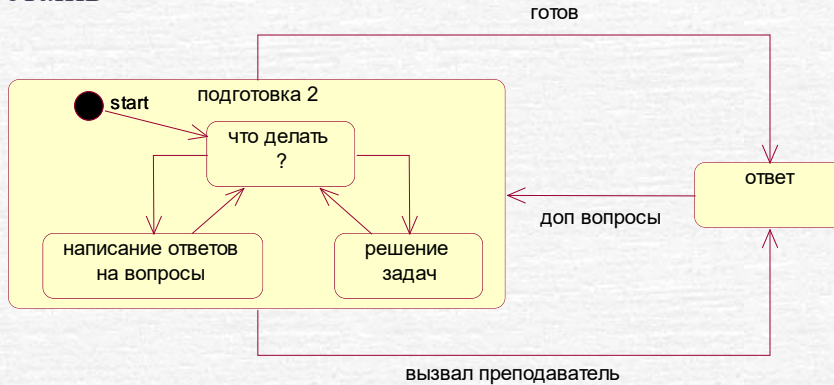 готов
подготовка 2
start
что делать
?
ответ
доп вопросы
написание ответов
на вопросы
решение
задач
вызвал преподаватель